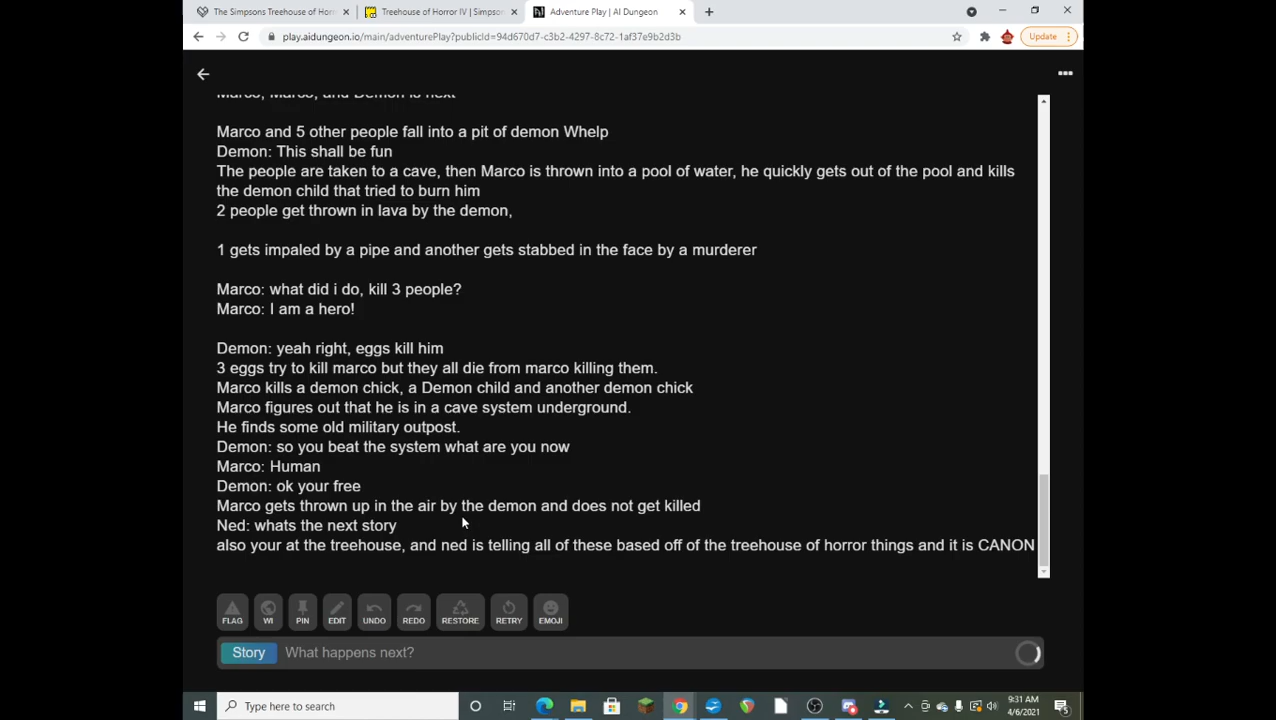 The Simpsons Treehouse of Horr
Treehouse of Horror IV | Simpson
Adventure Play | AI Dungeon
play.aidungeon.io/main/adventurePlay?publicId=94d670d7-c3b2-4297-8c72-1af37e9b2d3b
Update
Marco, Marco, and Demon is next
Marco and 5 other people fall into a pit of demon Whelp
Demon: This shall be fun
The people are taken to a cave, then Marco is thrown into a pool of water, he quickly gets out of the pool and kills
the demon child that tried to burn him
2 people get thrown in lava by the demon,
1 gets impaled by a pipe and another gets stabbed in the face by a murderer
Marco: what did i do, kill 3 people?
Marco: I am a hero!
Demon: yeah right, eggs kill him
3 eggs try to kill marco but they all die from marco killing them.
Marco kills a demon chick, a Demon child and another demon chick
Marco figures out that he is in a cave system underground.
He finds some old military outpost.
Demon: so you beat the system what are you now
Marco: Human
Demon: ok your free
Marco gets thrown up in the air by the demon and does not get killed
Ned: whats the next story
also your at the treehouse, and ned is telling all of these based off of the treehouse of horror things and it is CANON
FLAG WI PIN EDIT UNDO REDO RESTORE RETRY EMOJI
Story What happens next?
Type here to search
9:31 AM
4/6/2021
5